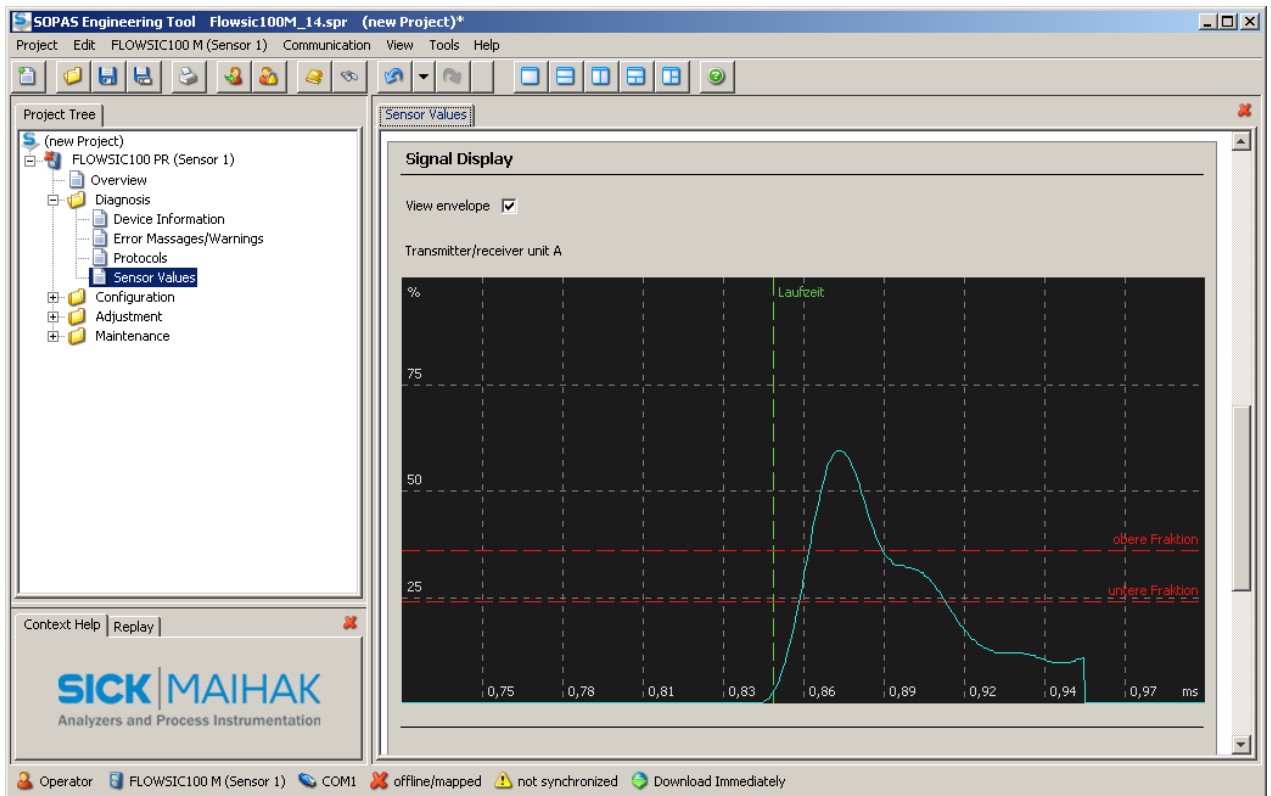 SOPAS Engineering Tool Flowsic100M_14.spr (new Project)*
Project Edit FLOWSIC100 M (Sensor 1) Communication View Tools Help
Project Tree
(new Project)
FLOWSIC100 PR (Sensor 1)
Overview
Diagnosis
Device Information
Error Massages/Warnings
Protocols
Sensor Values
Configuration
Adjustment
Maintenance
Context Help Replay
SICK MAIHAK
Analyzers and Process Instrumentation
Sensor Values
Signal Display
View envelope
Transmitter/receiver unit A
%
Laufzeit
75
50
obere Fraktion
25
untere Fraktion
0,75 0,78 0,81 0,83 0,86 0,89 0,92 0,94 0,97 ms
Operator FLOWSIC100 M (Sensor 1) COM1 offline/mapped not synchronized Download Immediately